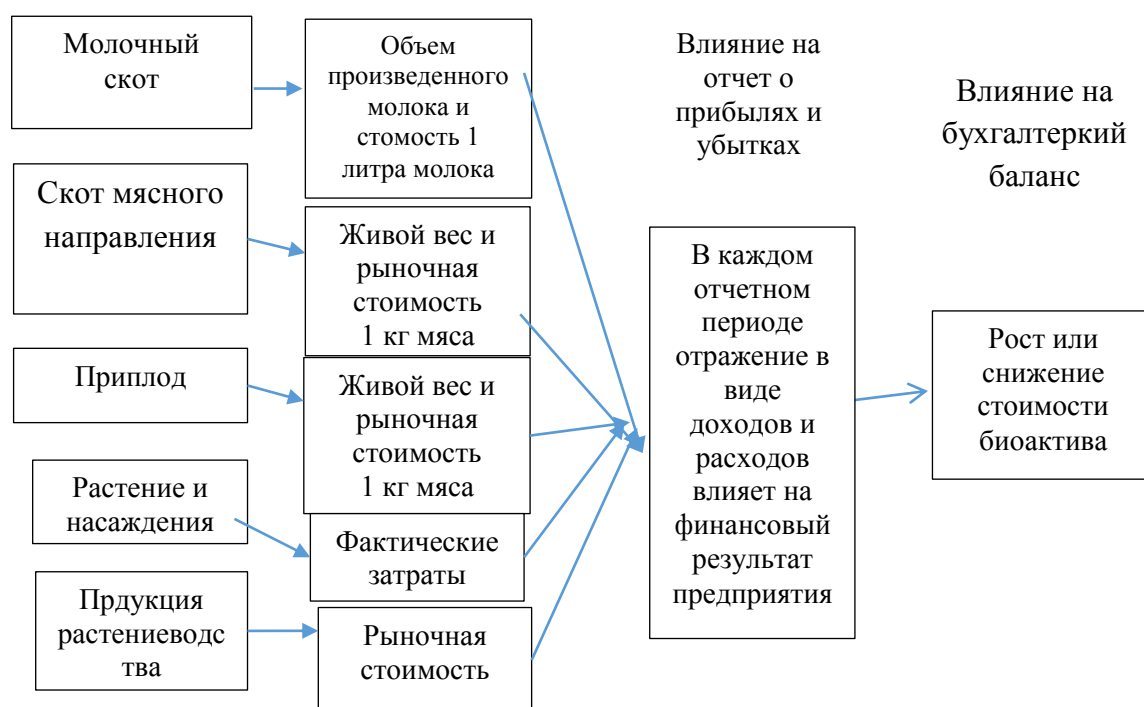 Молочный
скот
Объем
произведенного
молока и
стомость 1
литра молока
Влияние на
отчет о
прибылях и
убытках
Влияние на
бухгалтеркий
баланс
Скот мясного
направления
Живой вес и
рыночная
стоимость
1 кг мяса
Приплод
Живой вес и
рыночная
стоимость
1 кг мяса
Растение и
насаждения
Фактические
затраты
Прдукция
растениеводс
тва
Рыночная
стоимость
В каждом
отчетном
периоде
отражение в
виде
доходов и
расходов
влияет на
финансовый
результат
предприятия
Рост или
снижение
стоимости
биоактива